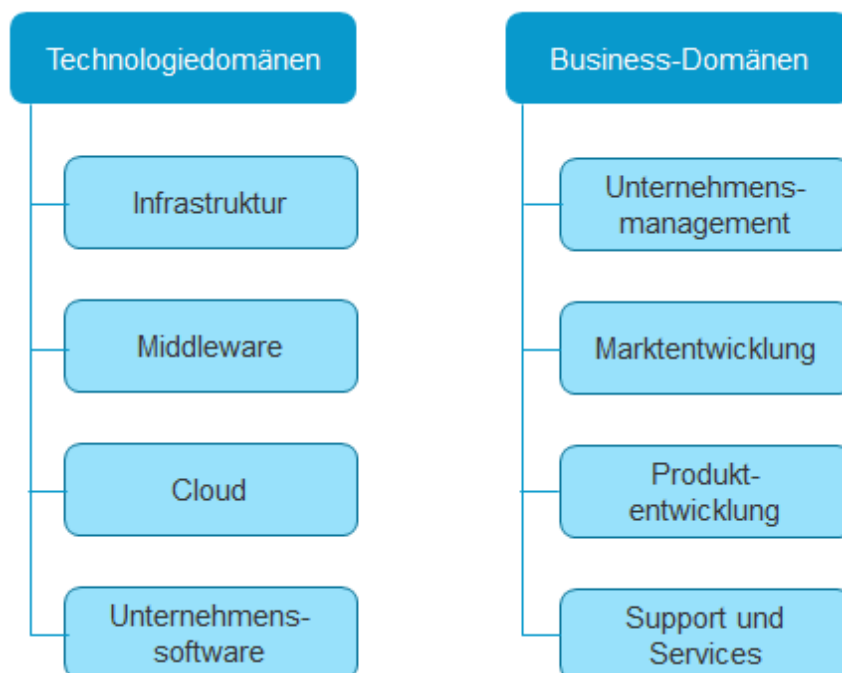 Technologiedomänen
Infrastruktur
Middleware
Cloud
Unternehmens-
software
Business-Domänen
Unternehmens-
management
Marktentwicklung
Produkt-
entwicklung
Support und
Services